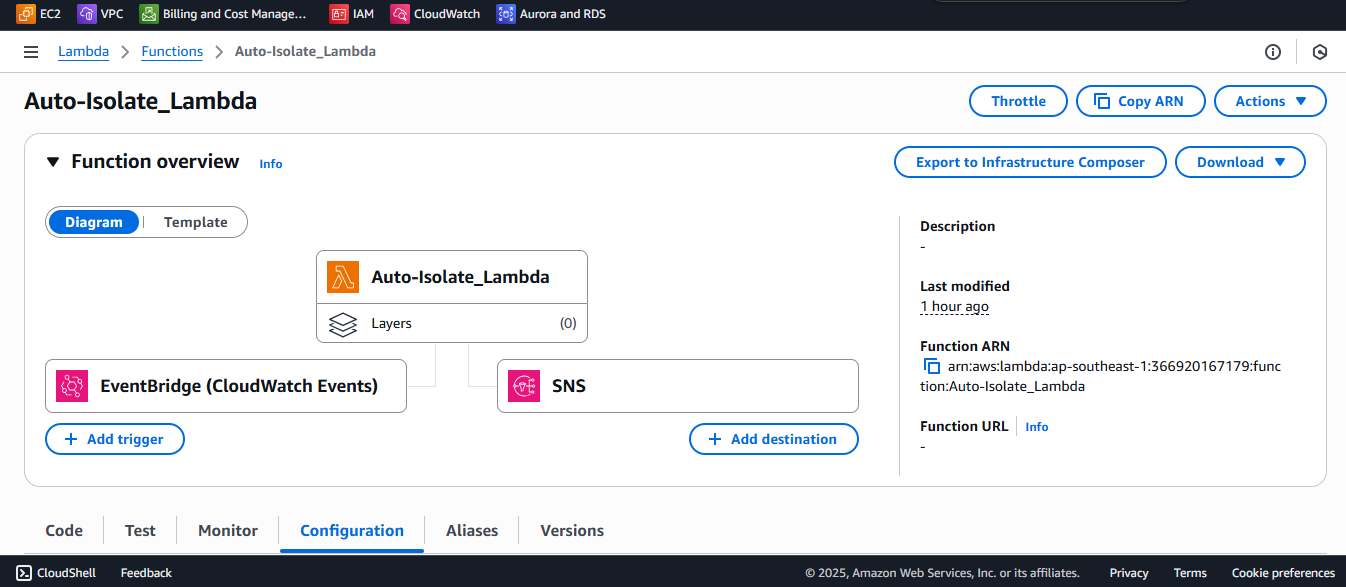 EC2 VPC Billing and Cost Manage... IAM CloudWatch Aurora and RDS
Lambda Functions Auto-Isolate_Lambda
Auto-Isolate_Lambda
Throttle Copy ARN Actions
Function overview Info
Export to Infrastructure Composer Download
Diagram Template
Auto-Isolate_Lambda
Layers (0)
EventBridge (CloudWatch Events)
SNS
+ Add trigger
+ Add destination
Description
-
Last modified
1 hour ago
Function ARN
arn:aws:lambda:ap-southeast-1:366920167179:func
tion:Auto-Isolate_Lambda
Function URL Info
-
Code Test Monitor Configuration Aliases Versions
CloudShell Feedback © 2025, Amazon Web Services, Inc. or its affiliates. Privacy Terms Cookie preferences